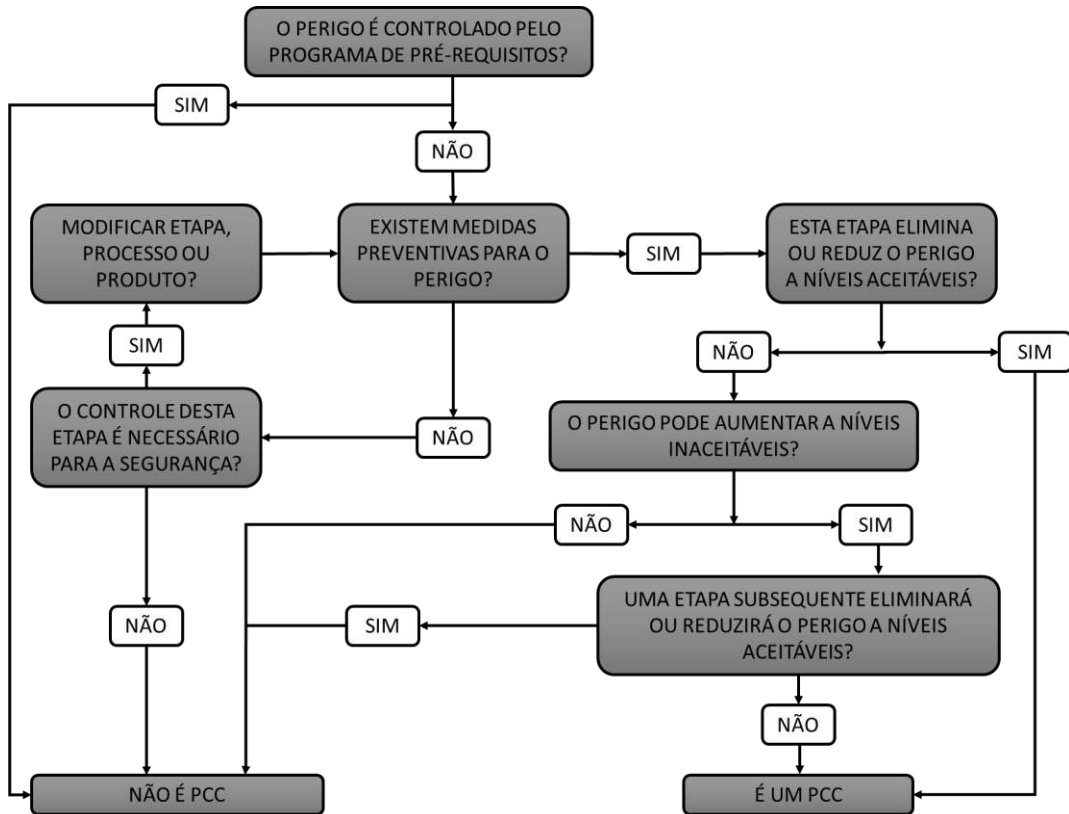 O PERIGO É CONTROLADO PELO
PROGRAMA DE PRÉ-REQUISITOS?
SIM
NÃO
MODIFICAR ETAPA,
PROCESSO OU
PRODUTO?
EXISTEM MEDIDAS
PREVENTIVAS PARA O
PERIGO?
SIM
ESTA ETAPA ELIMINA
OU REDUZ O PERIGO
A NÍVEIS ACEITÁVEIS?
SIM
NÃO
SIM
O CONTROLE DESTA
ETAPA É NECESSÁRIO
PARA A SEGURANÇA?
NÃO
O PERIGO PODE AUMENTAR A NÍVEIS
INACEITÁVEIS?
NÃO
SIM
NÃO
SIM
UMA ETAPA SUBSEQUENTE ELIMINARÁ
OU REDUZIRÁ O PERIGO A NÍVEIS
ACEITÁVEIS?
NÃO
NÃO É PCC
É UM PCC